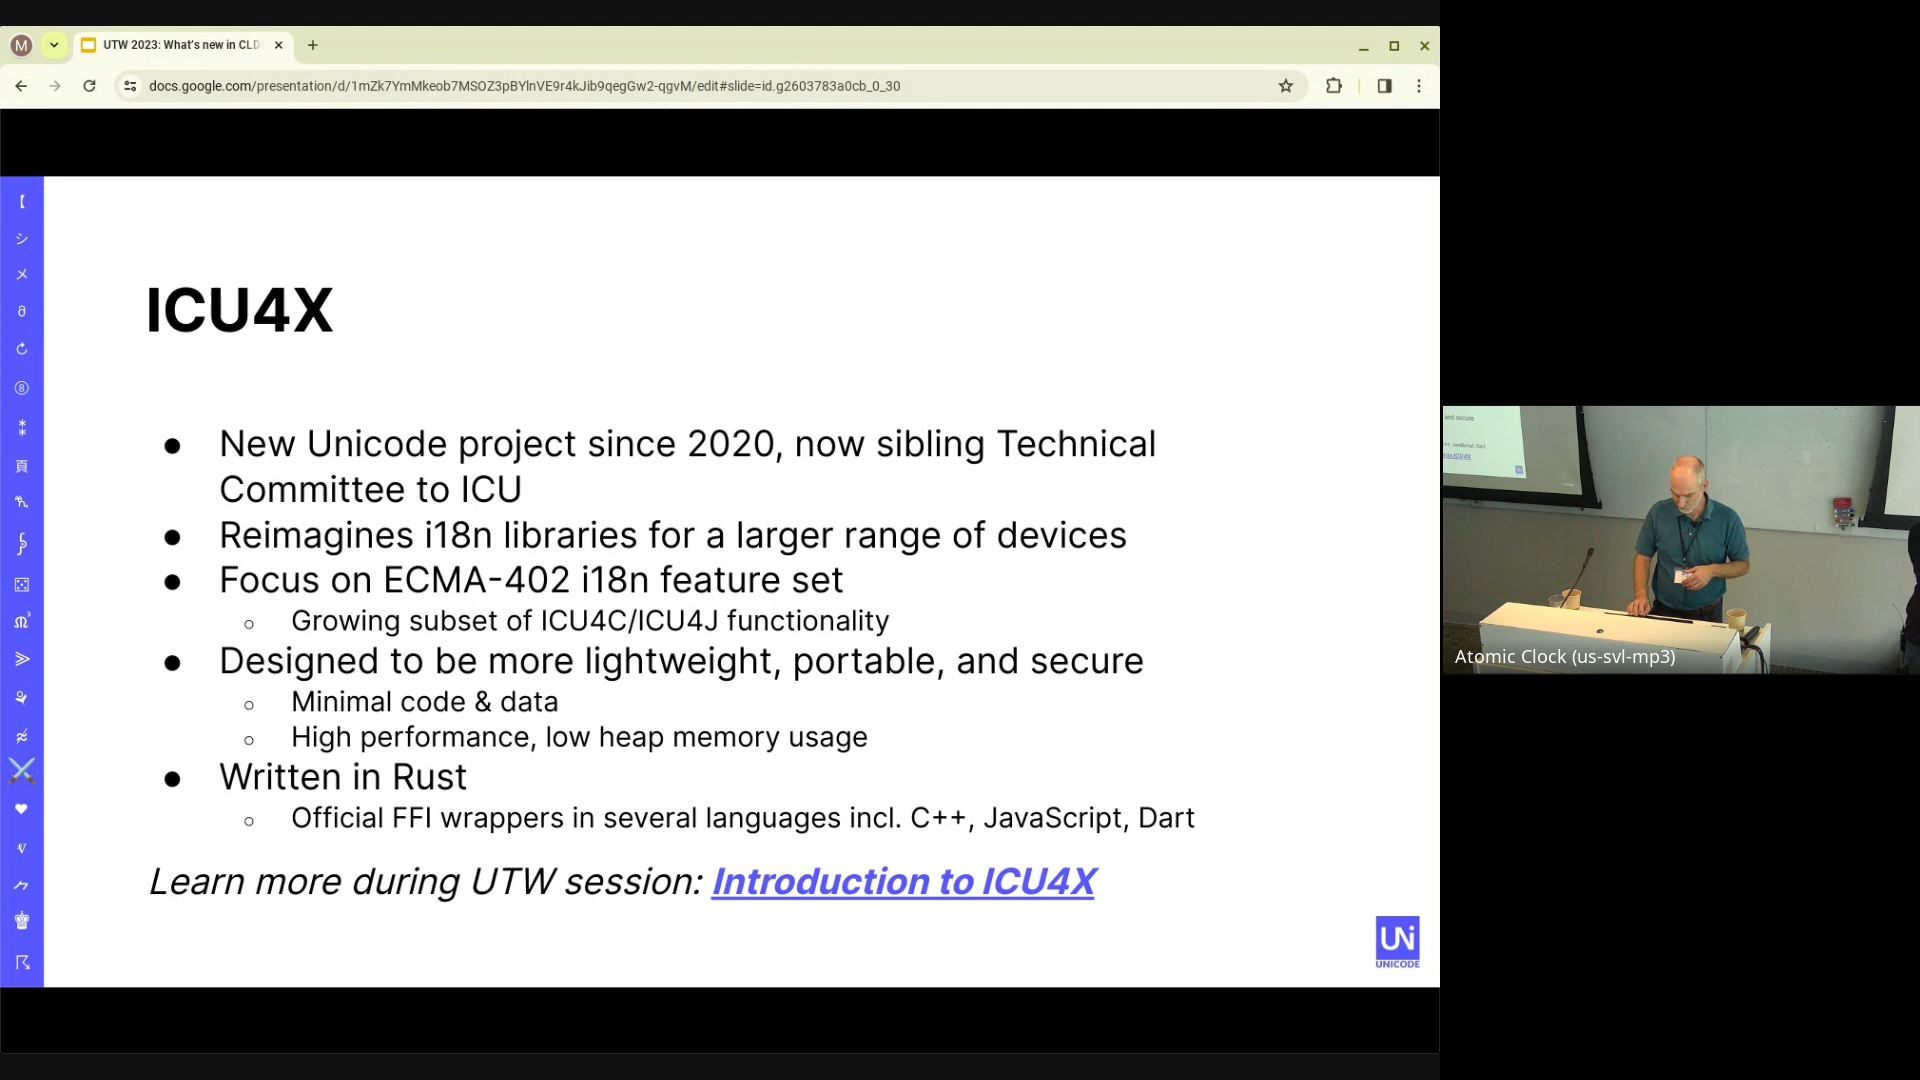 M
UTW 2023: What's new in CLD
docs.google.com/presentation/d/1mZk7YmMkeob7MSOZ3pBYlnVE9r4kJib9qegGw2-qgvM/edit#slide=id.g2603783a0cb_0_30
ICU4X
● New Unicode project since 2020, now sibling Technical
Committee to ICU
● Reimagines i18n libraries for a larger range of devices
● Focus on ECMA-402 i18n feature set
○ Growing subset of ICU4C/ICU4J functionality
● Designed to be more lightweight, portable, and secure
○ Minimal code & data
○ High performance, low heap memory usage
● Written in Rust
○ Official FFI wrappers in several languages incl. C++, JavaScript, Dart
Learn more during UTW session: Introduction to ICU4X
UNi
UNICODE
and secure
Atomic Clock (us-svl-mp3)